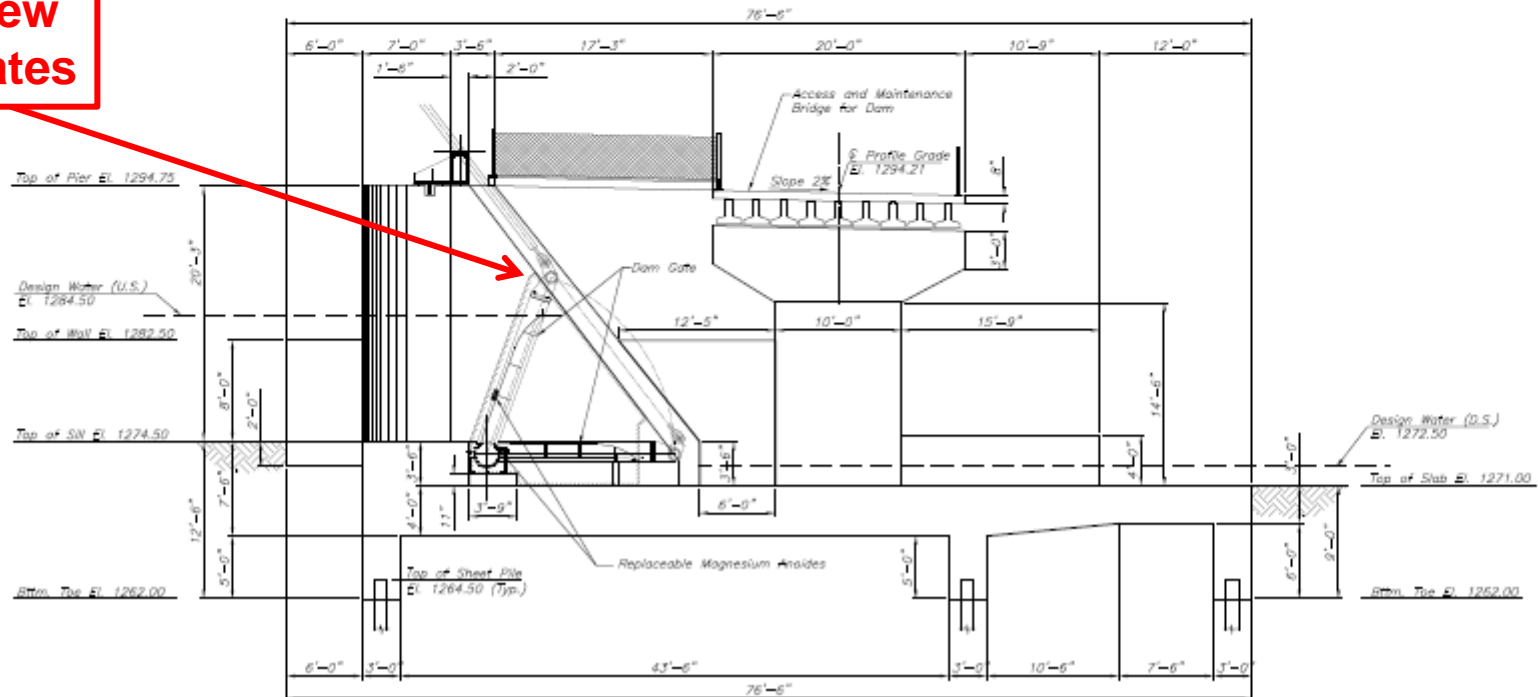 ew
ates
76'-6"
6'-0" 7'-0" 3'-6" 17'-3" 20'-0" 10'-9" 12'-0"
1'-6" 2'-0"
Access and Maintenance
Bridge for Dam
℄ Profile Grade
El. 1294.21
Slope 2%
8"
3'-0"
Top of Pier El. 1294.75
20'-3"
Dam Gate
Design Water (U.S.)
El. 1284.50
Top of Wall El. 1282.50
12'-5" 10'-0" 15'-9"
8'-0"
2'-0"
14'-6"
Top of Sill El. 1274.50
Design Water (D.S.)
El. 1272.50
3'-6"
3'-6"
4'-0"
3'-0"
Top of Slab El. 1271.00
7'-6"
12'-6"
4'-0"
11"
3'-9"
6'-0"
Replaceable Magnesium Anoides
5'-0"
Top of Sheet Pile
El. 1264.50 (Typ.)
5'-0"
6'-0"
9'-0"
Bttm. Toe El. 1262.00
Bttm. Toe El. 1262.00
6'-0" 3'-0" 43'-6" 3'-0" 10'-6" 7'-6" 3'-0"
76'-6"